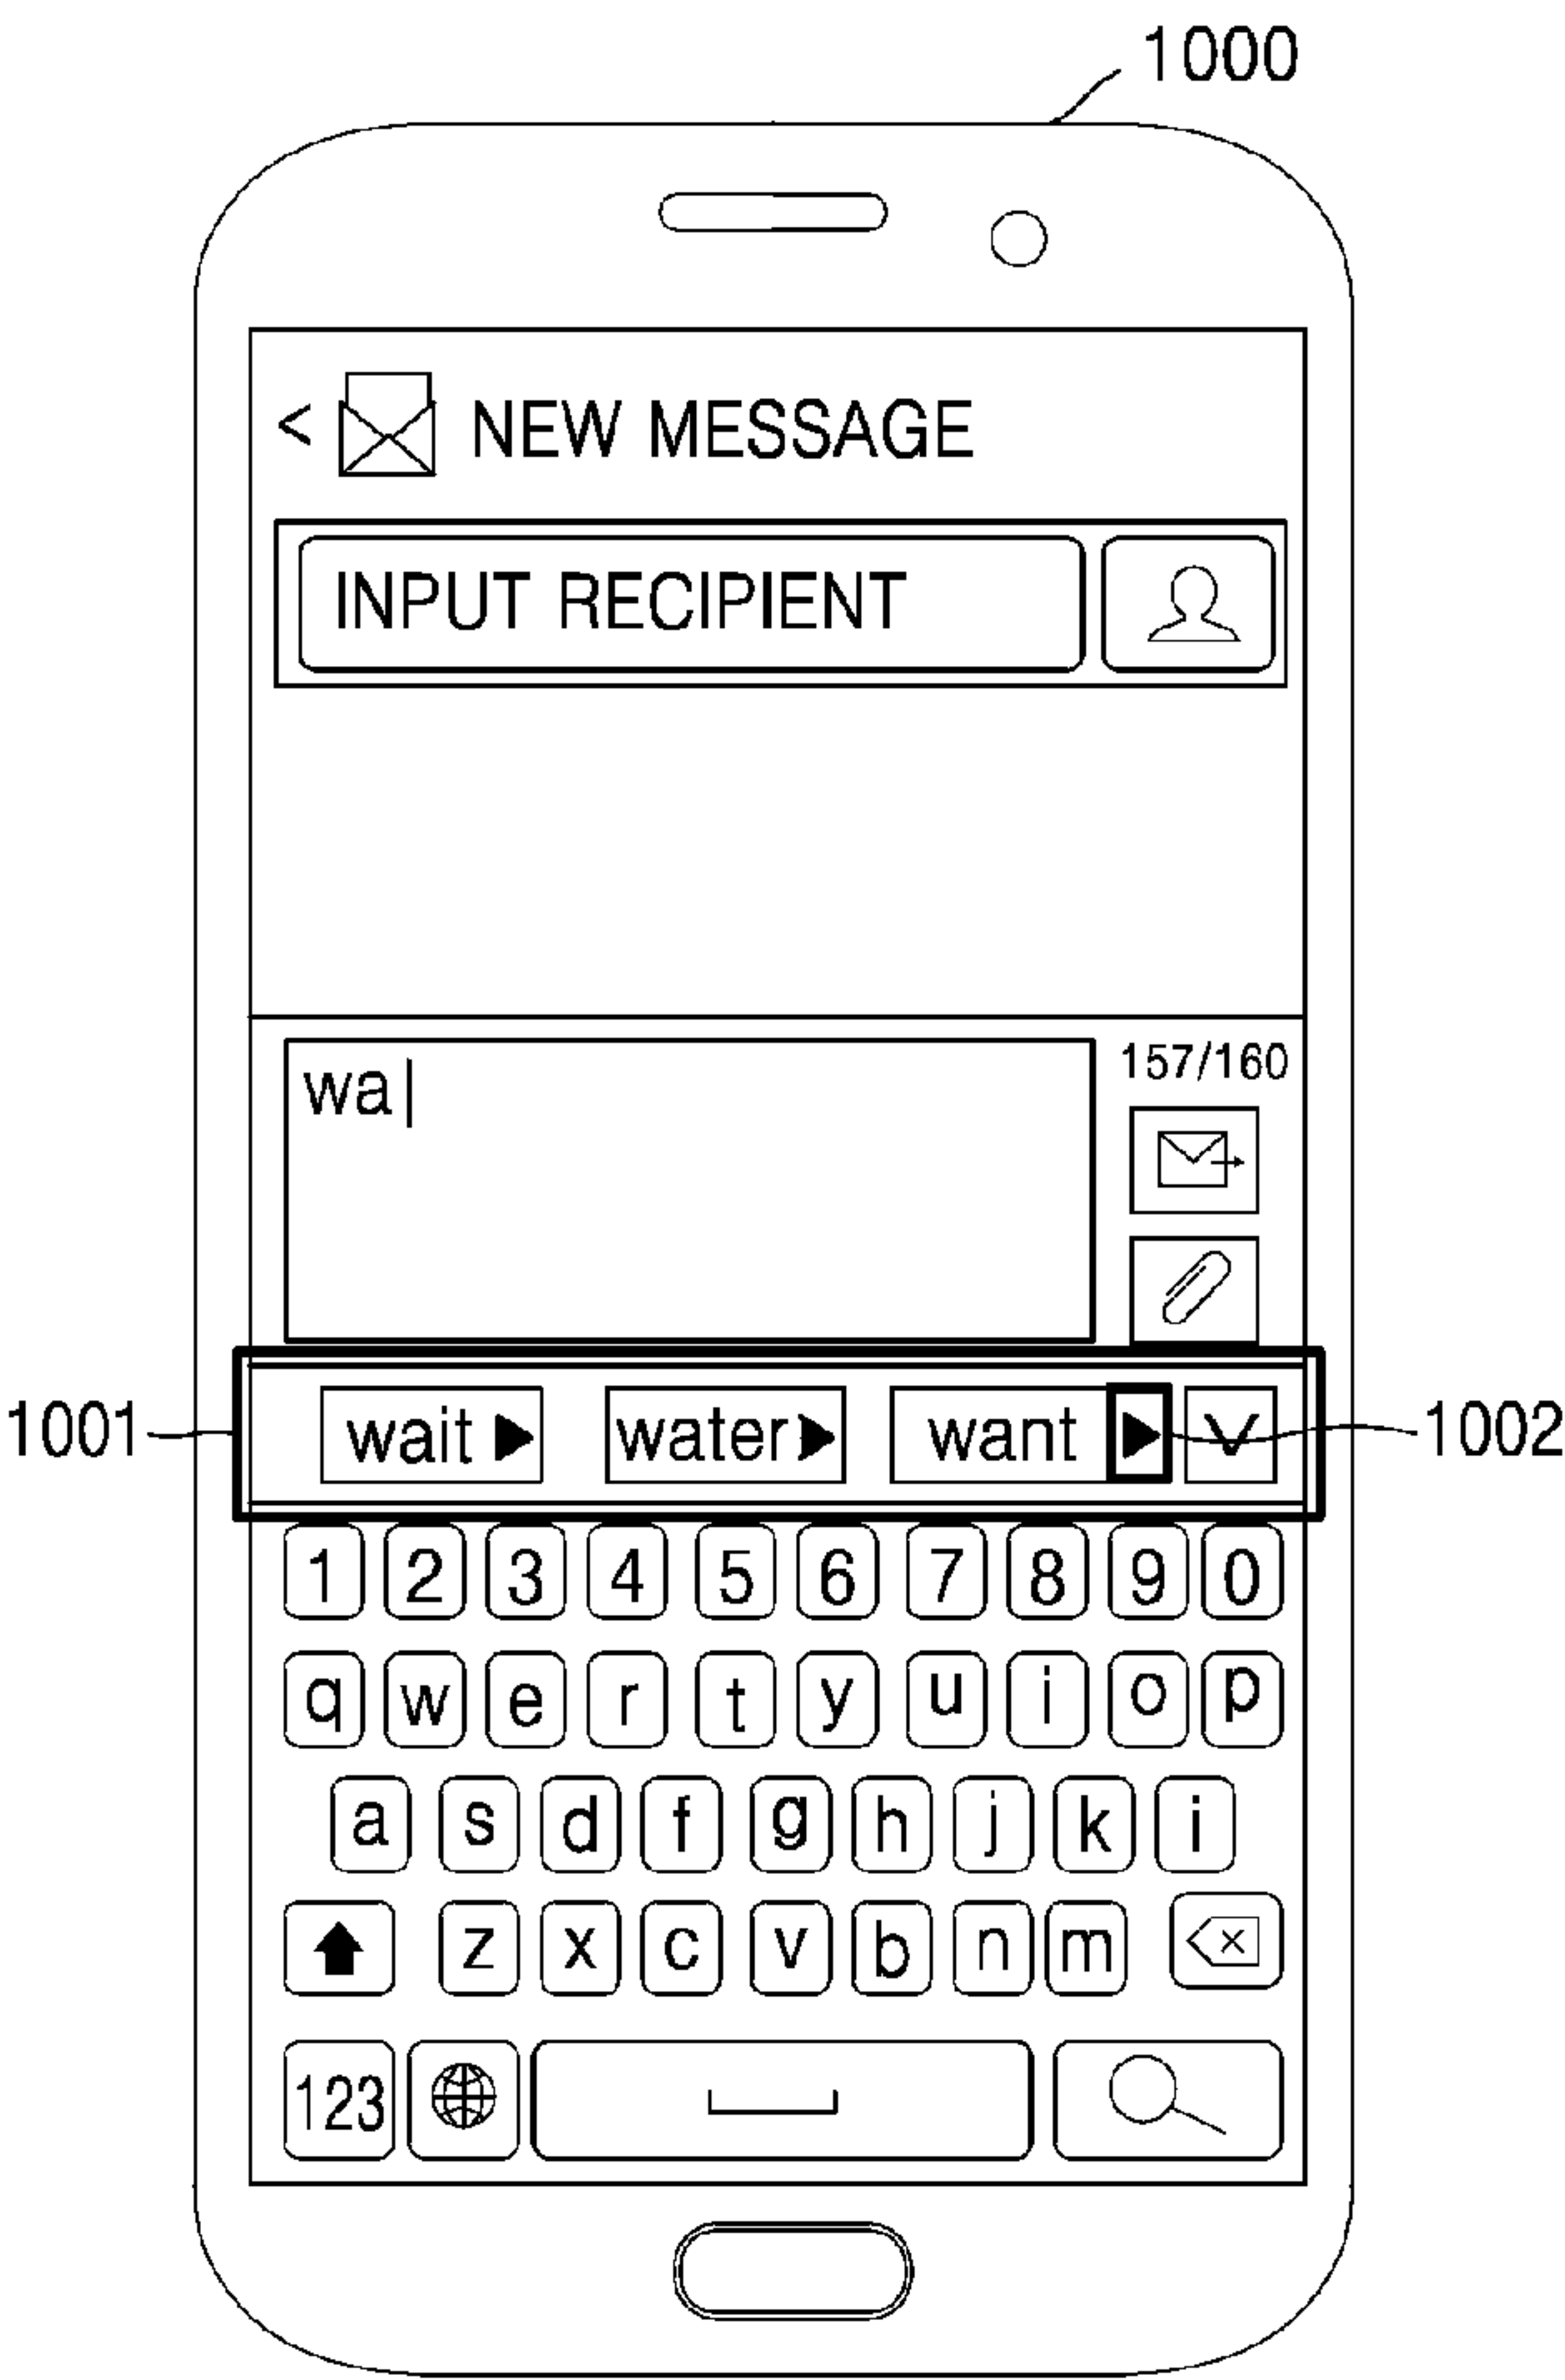 1000
< NEW MESSAGE
INPUT RECIPIENT
wa|
157/160
1001
wait ▶ water ▶ want ▶ V
1002
1 2 3 4 5 6 7 8 9 0
q w e r t y u i o p
a s d f g h j k i
z x c v b n m
123